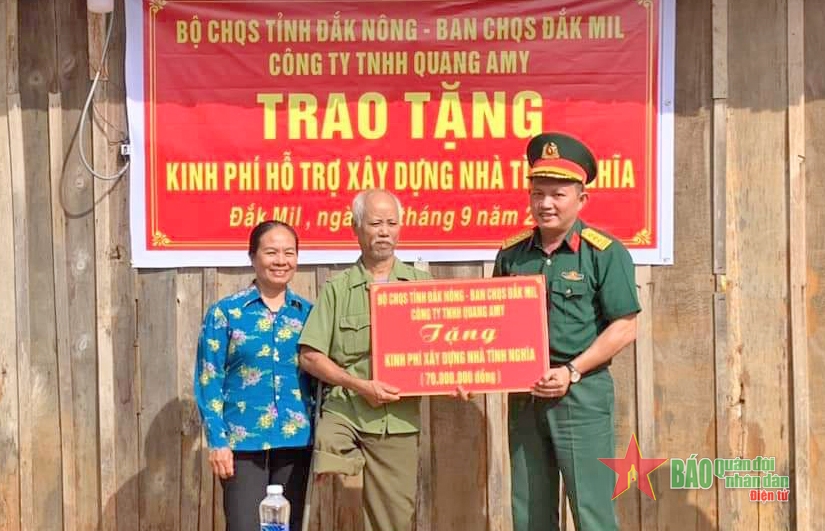 BỘ CHQS TỈNH ĐẮK NÔNG - BAN CHQS ĐẮK MIL
CÔNG TY TNHH QUANG AMY
TRAO TẶNG
KINH PHÍ HỖ TRỢ XÂY DỰNG NHÀ TÌNH NGHĨA
Đắk Mil, ngày tháng 9 năm 2
BỘ CHQS TỈNH ĐẮK NÔNG - BAN CHQS ĐẮK MIL
CÔNG TY TNHH QUANG AMY
Tặng
KINH PHÍ XÂY DỰNG NHÀ TÌNH NGHĨA
( 70.000.000 đồng )
BÁO quân đội
nhân dân
Điện tử